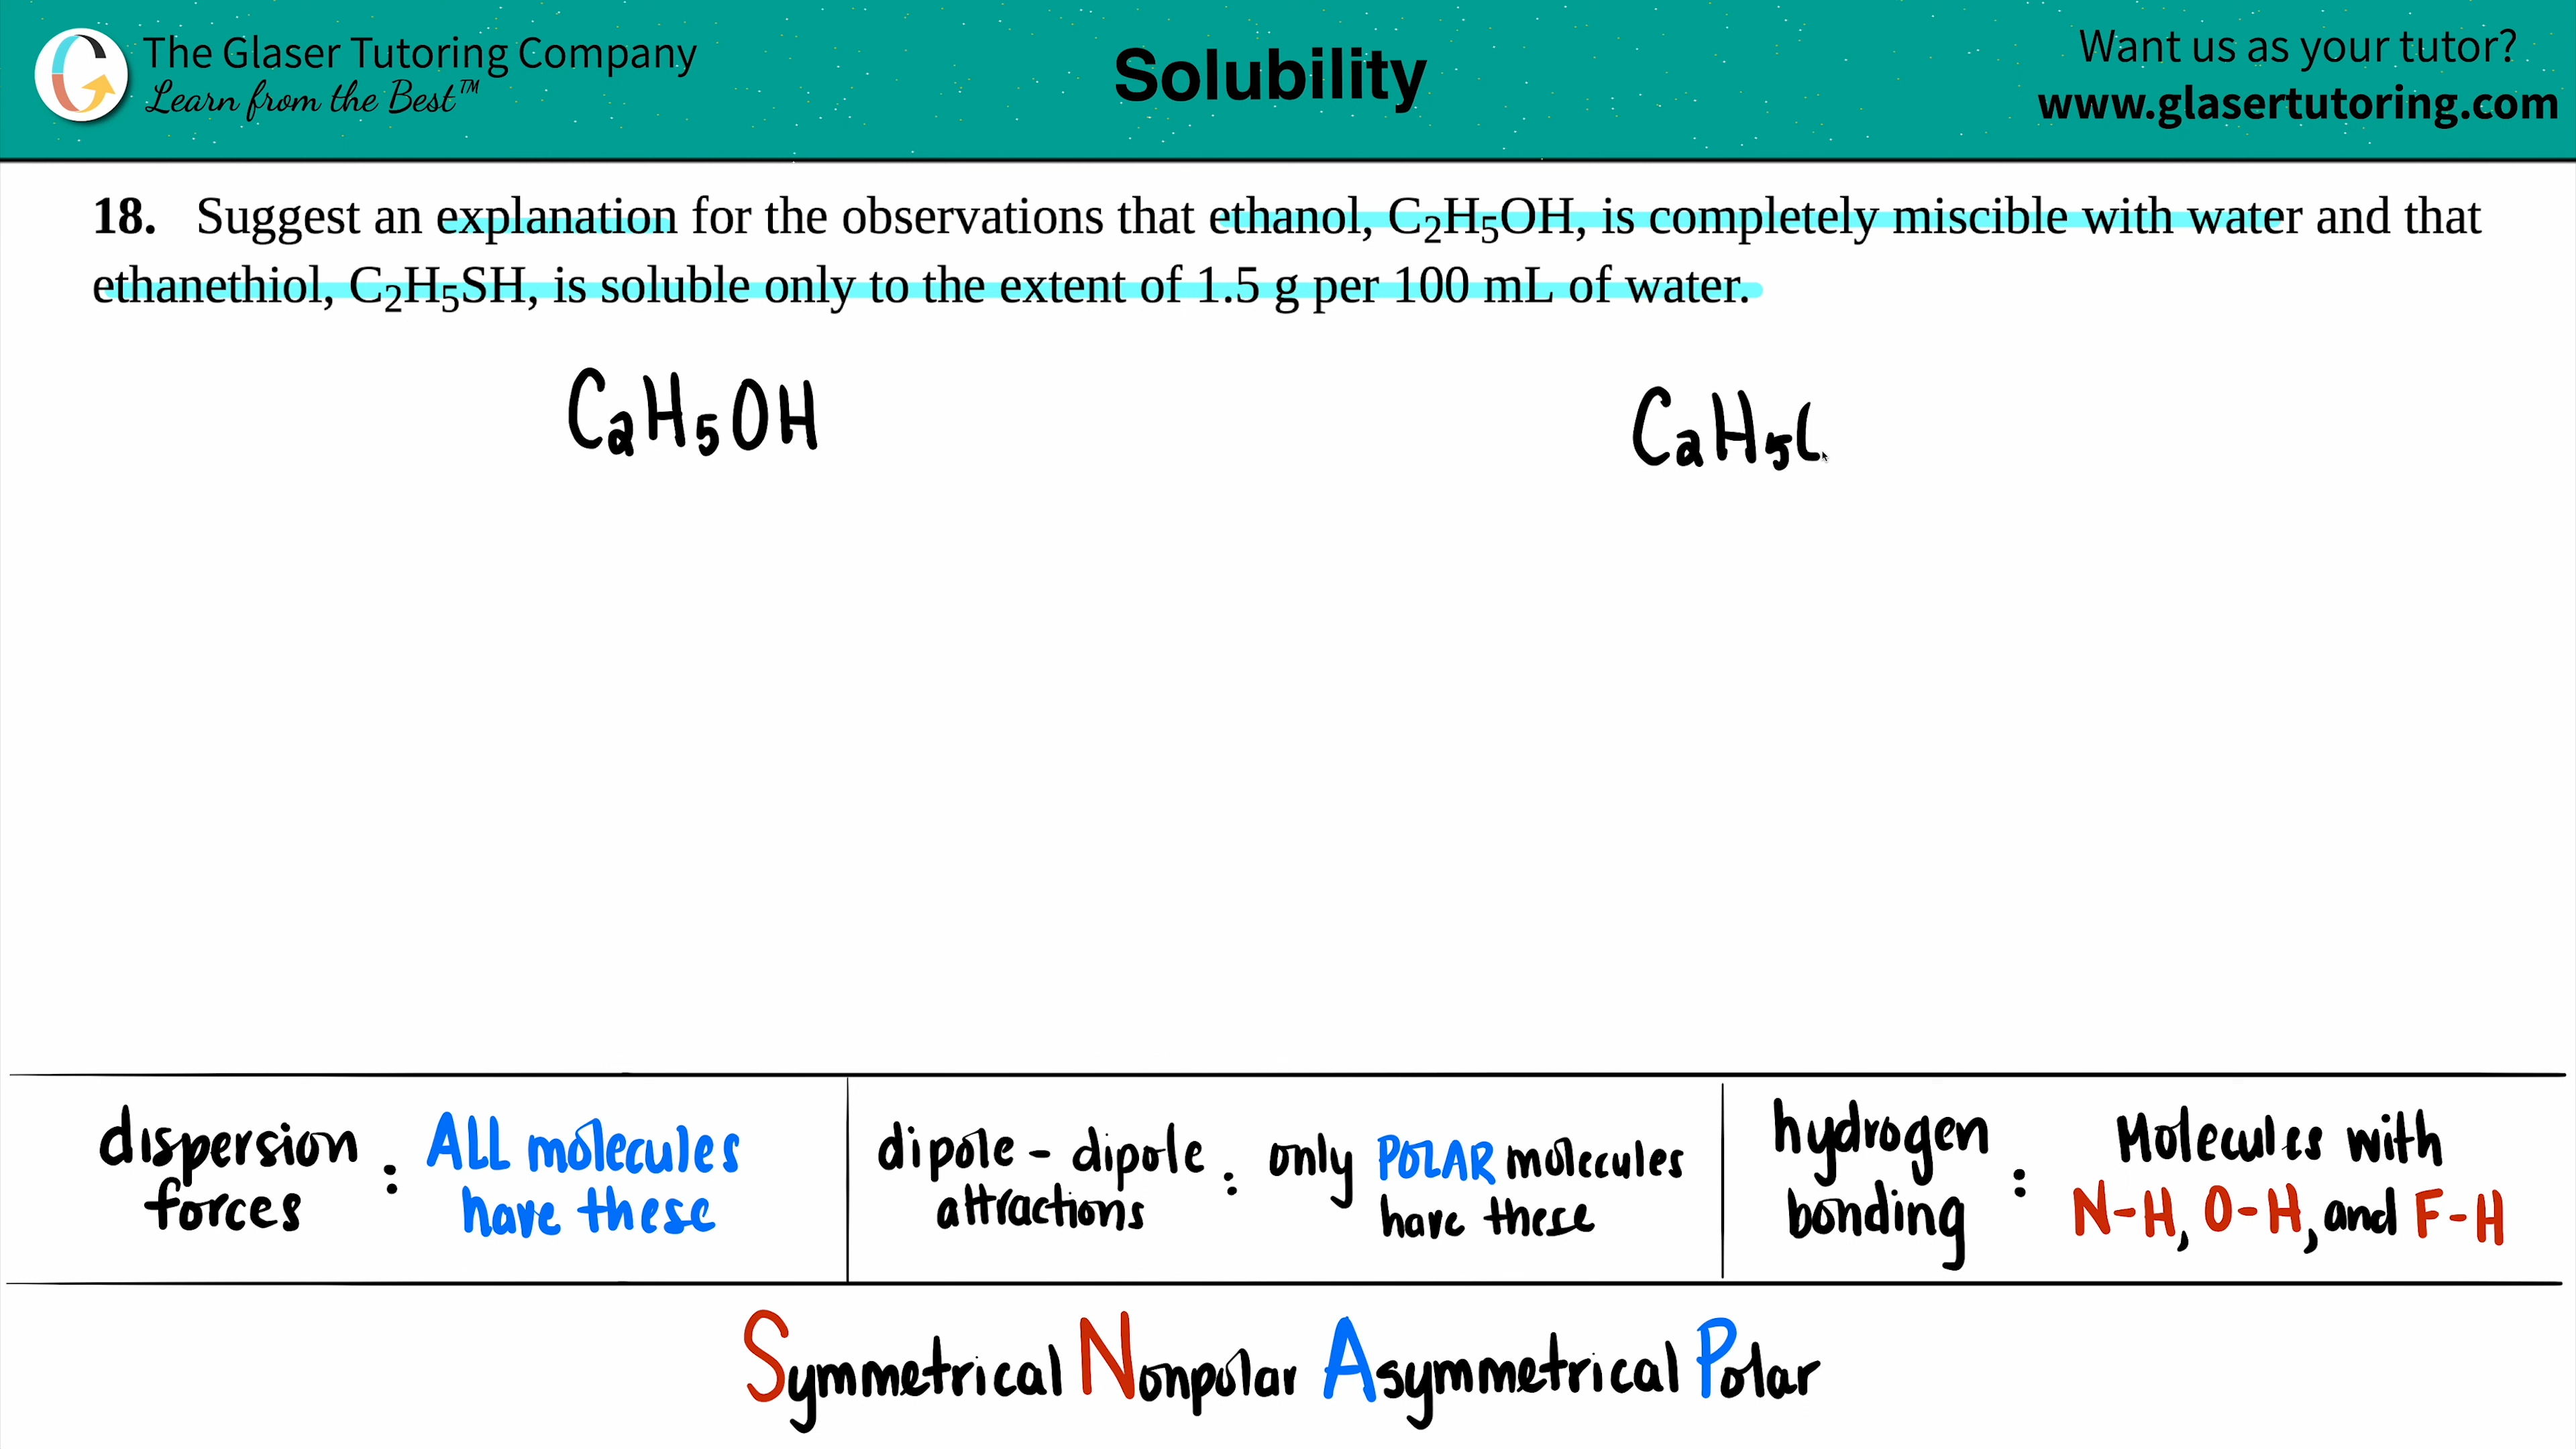 The Glaser Tutoring Company
Learn from the Best™
Solubility
Want us as your tutor?
www.glasertutoring.com
18. Suggest an explanation for the observations that ethanol, C₂H₅OH, is completely miscible with water and that
ethanethiol, C₂H₅SH, is soluble only to the extent of 1.5 g per 100 mL of water.
C₂H₅OH
C₂H₅
dispersion forces : ALL molecules have these
dipole - dipole attractions : only POLAR molecules have these
hydrogen bonding : Molecules with N-H, O-H, and F-H
Symmetrical Nonpolar Asymmetrical Polar